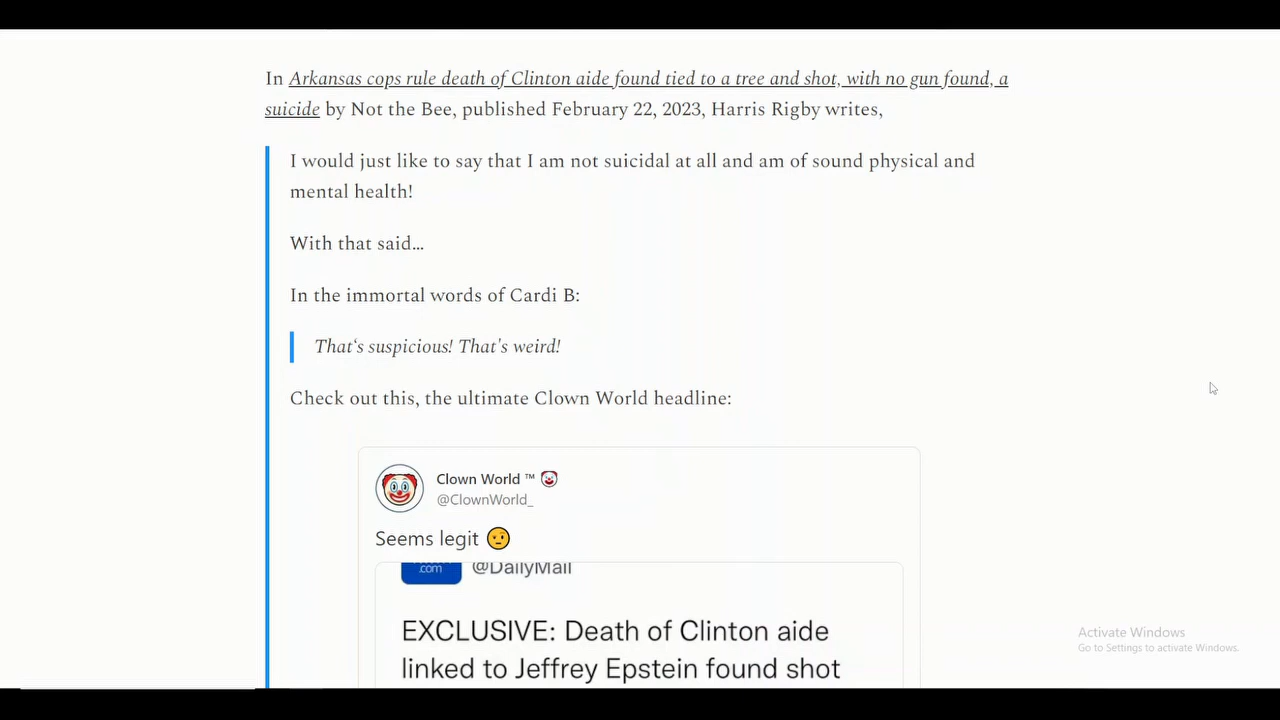 In Arkansas cops rule death of Clinton aide found tied to a tree and shot, with no gun found, a
suicide by Not the Bee, published February 22, 2023, Harris Rigby writes,
I would just like to say that I am not suicidal at all and am of sound physical and
mental health!
With that said…
In the immortal words of Cardi B:
That‘s suspicious! That's weird!
Check out this, the ultimate Clown World headline:
Clown World ™ 🤡
@ClownWorld_
Seems legit 🤨
.com @DailyMail
EXCLUSIVE: Death of Clinton aide
linked to Jeffrey Epstein found shot
Activate Windows
Go to Settings to activate Windows.